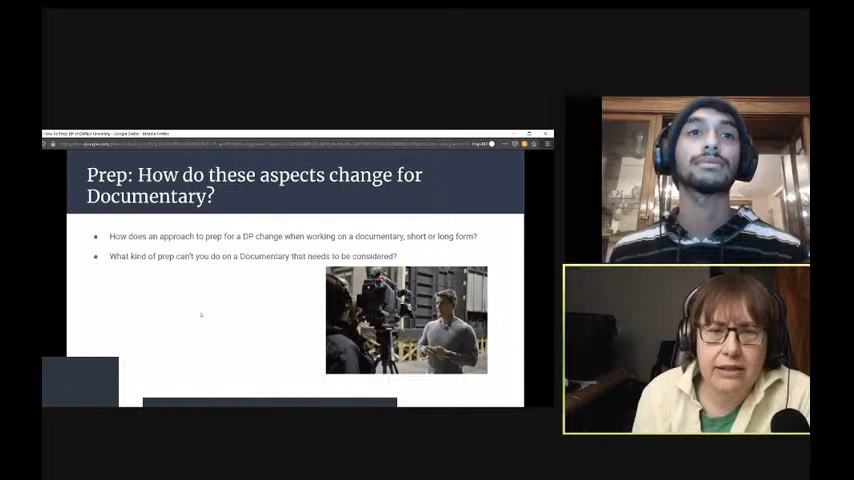 Prep: How do these aspects change for
Documentary?
How does an approach to prep for a DP change when working on a documentary, short or long form?
What kind of prep can't you do on a Documentary that needs to be considered?